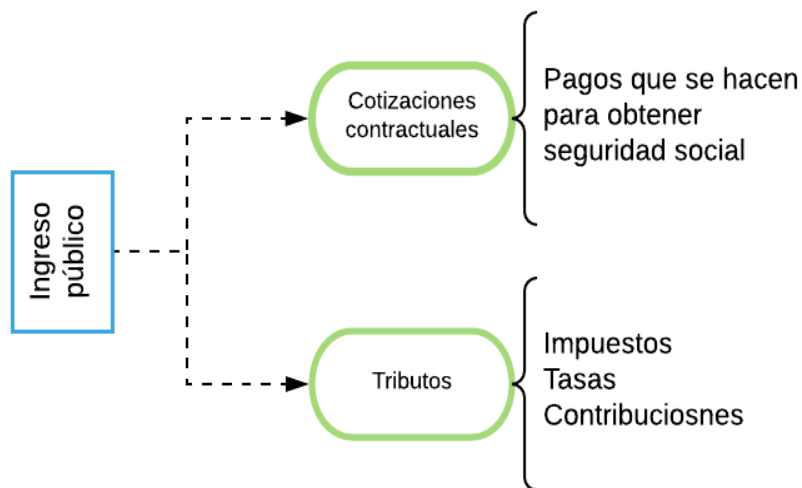 Ingreso
público
Cotizaciones
contractuales
Pagos que se hacen
para obtener
seguridad social
Tributos
Impuestos
Tasas
Contribuciosnes